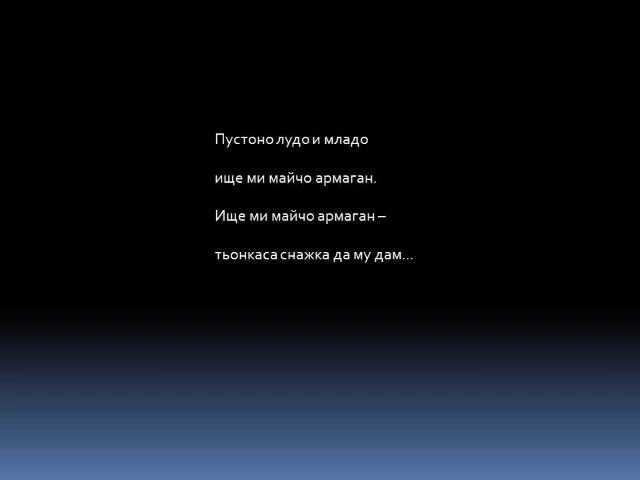 Пустоно лудо и младо
ище ми майчо армаган.
Ище ми майчо армаган –
тьонкаса снажка да му дам...